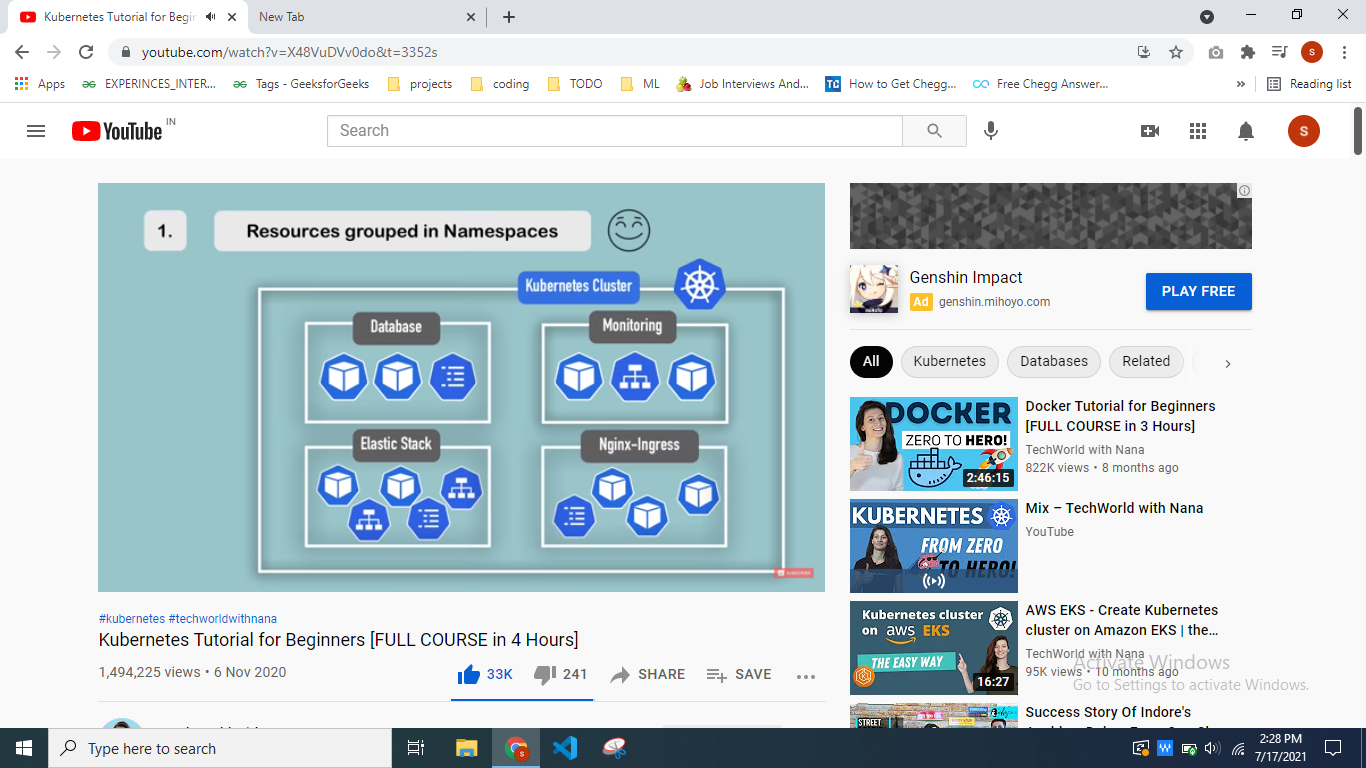 Kubernetes Tutorial for Begin
New Tab
youtube.com/watch?v=X48VuDVv0do&t=3352s
S
Apps
EXPERINCES_INTER...
Tags - GeeksforGeeks
projects
coding
TODO
ML
Job Interviews And...
TC
How to Get Chegg...
Free Chegg Answer...
»
Reading list
YouTube IN
Search
S
1.
Resources grouped in Namespaces
Kubernetes Cluster
Database
Monitoring
Elastic Stack
Nginx-Ingress
SUBSCRIBE
#kubernetes #techworldwithnana
Kubernetes Tutorial for Beginners [FULL COURSE in 4 Hours]
1,494,225 views • 6 Nov 2020
33K
241
SHARE
SAVE
Genshin Impact
Ad genshin.mihoyo.com
PLAY FREE
All
Kubernetes
Databases
Related
DOCKER
ZERO TO HERO!
2:46:15
Docker Tutorial for Beginners
[FULL COURSE in 3 Hours]
TechWorld with Nana
822K views • 8 months ago
KUBERNETES
FROM ZERO
TO HERO!
Mix – TechWorld with Nana
YouTube
Kubernetes cluster
on aws EKS
THE EASY WAY
16:27
AWS EKS - Create Kubernetes
cluster on Amazon EKS | the...
TechWorld with Nana
95K views • 10 months ago
Activate Windows
Go to Settings to activate Windows.
STREET
Success Story Of Indore's
Type here to search
S
W
2:28 PM
7/17/2021